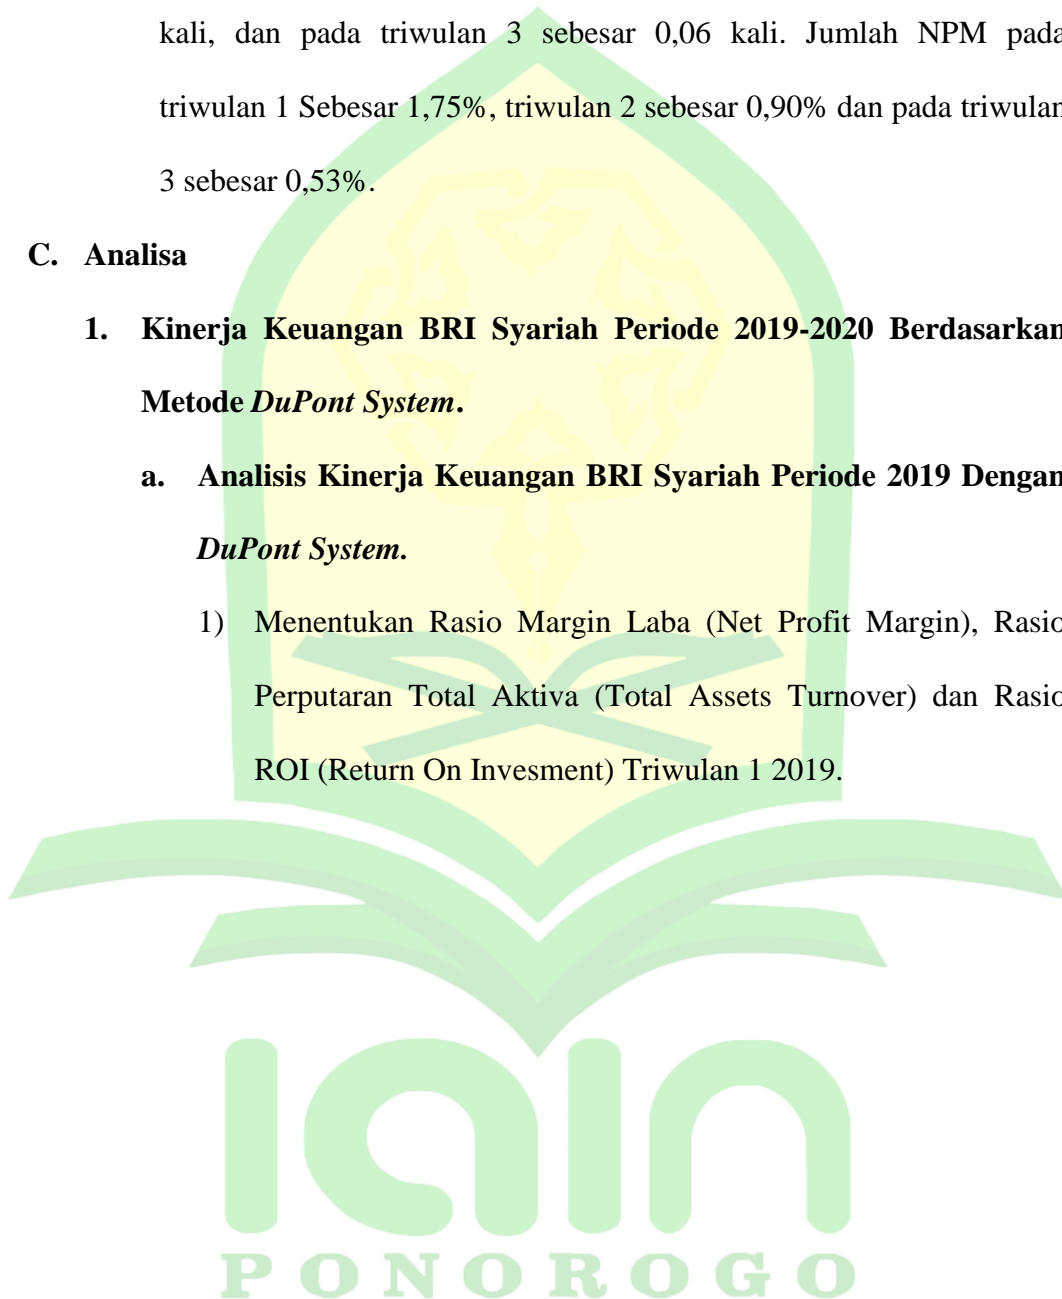 kali, dan pada triwulan 3 sebesar 0,06 kali. Jumlah NPM pada
triwulan 1 Sebesar 1,75%, triwulan 2 sebesar 0,90% dan pada triwulan
3 sebesar 0,53%.
C. Analisa
1. Kinerja Keuangan BRI Syariah Periode 2019-2020 Berdasarkan
Metode DuPont System.
a. Analisis Kinerja Keuangan BRI Syariah Periode 2019 Dengan
DuPont System.
1) Menentukan Rasio Margin Laba (Net Profit Margin), Rasio
Perputaran Total Aktiva (Total Assets Turnover) dan Rasio
ROI (Return On Invesment) Triwulan 1 2019.
iain
PONOROGO